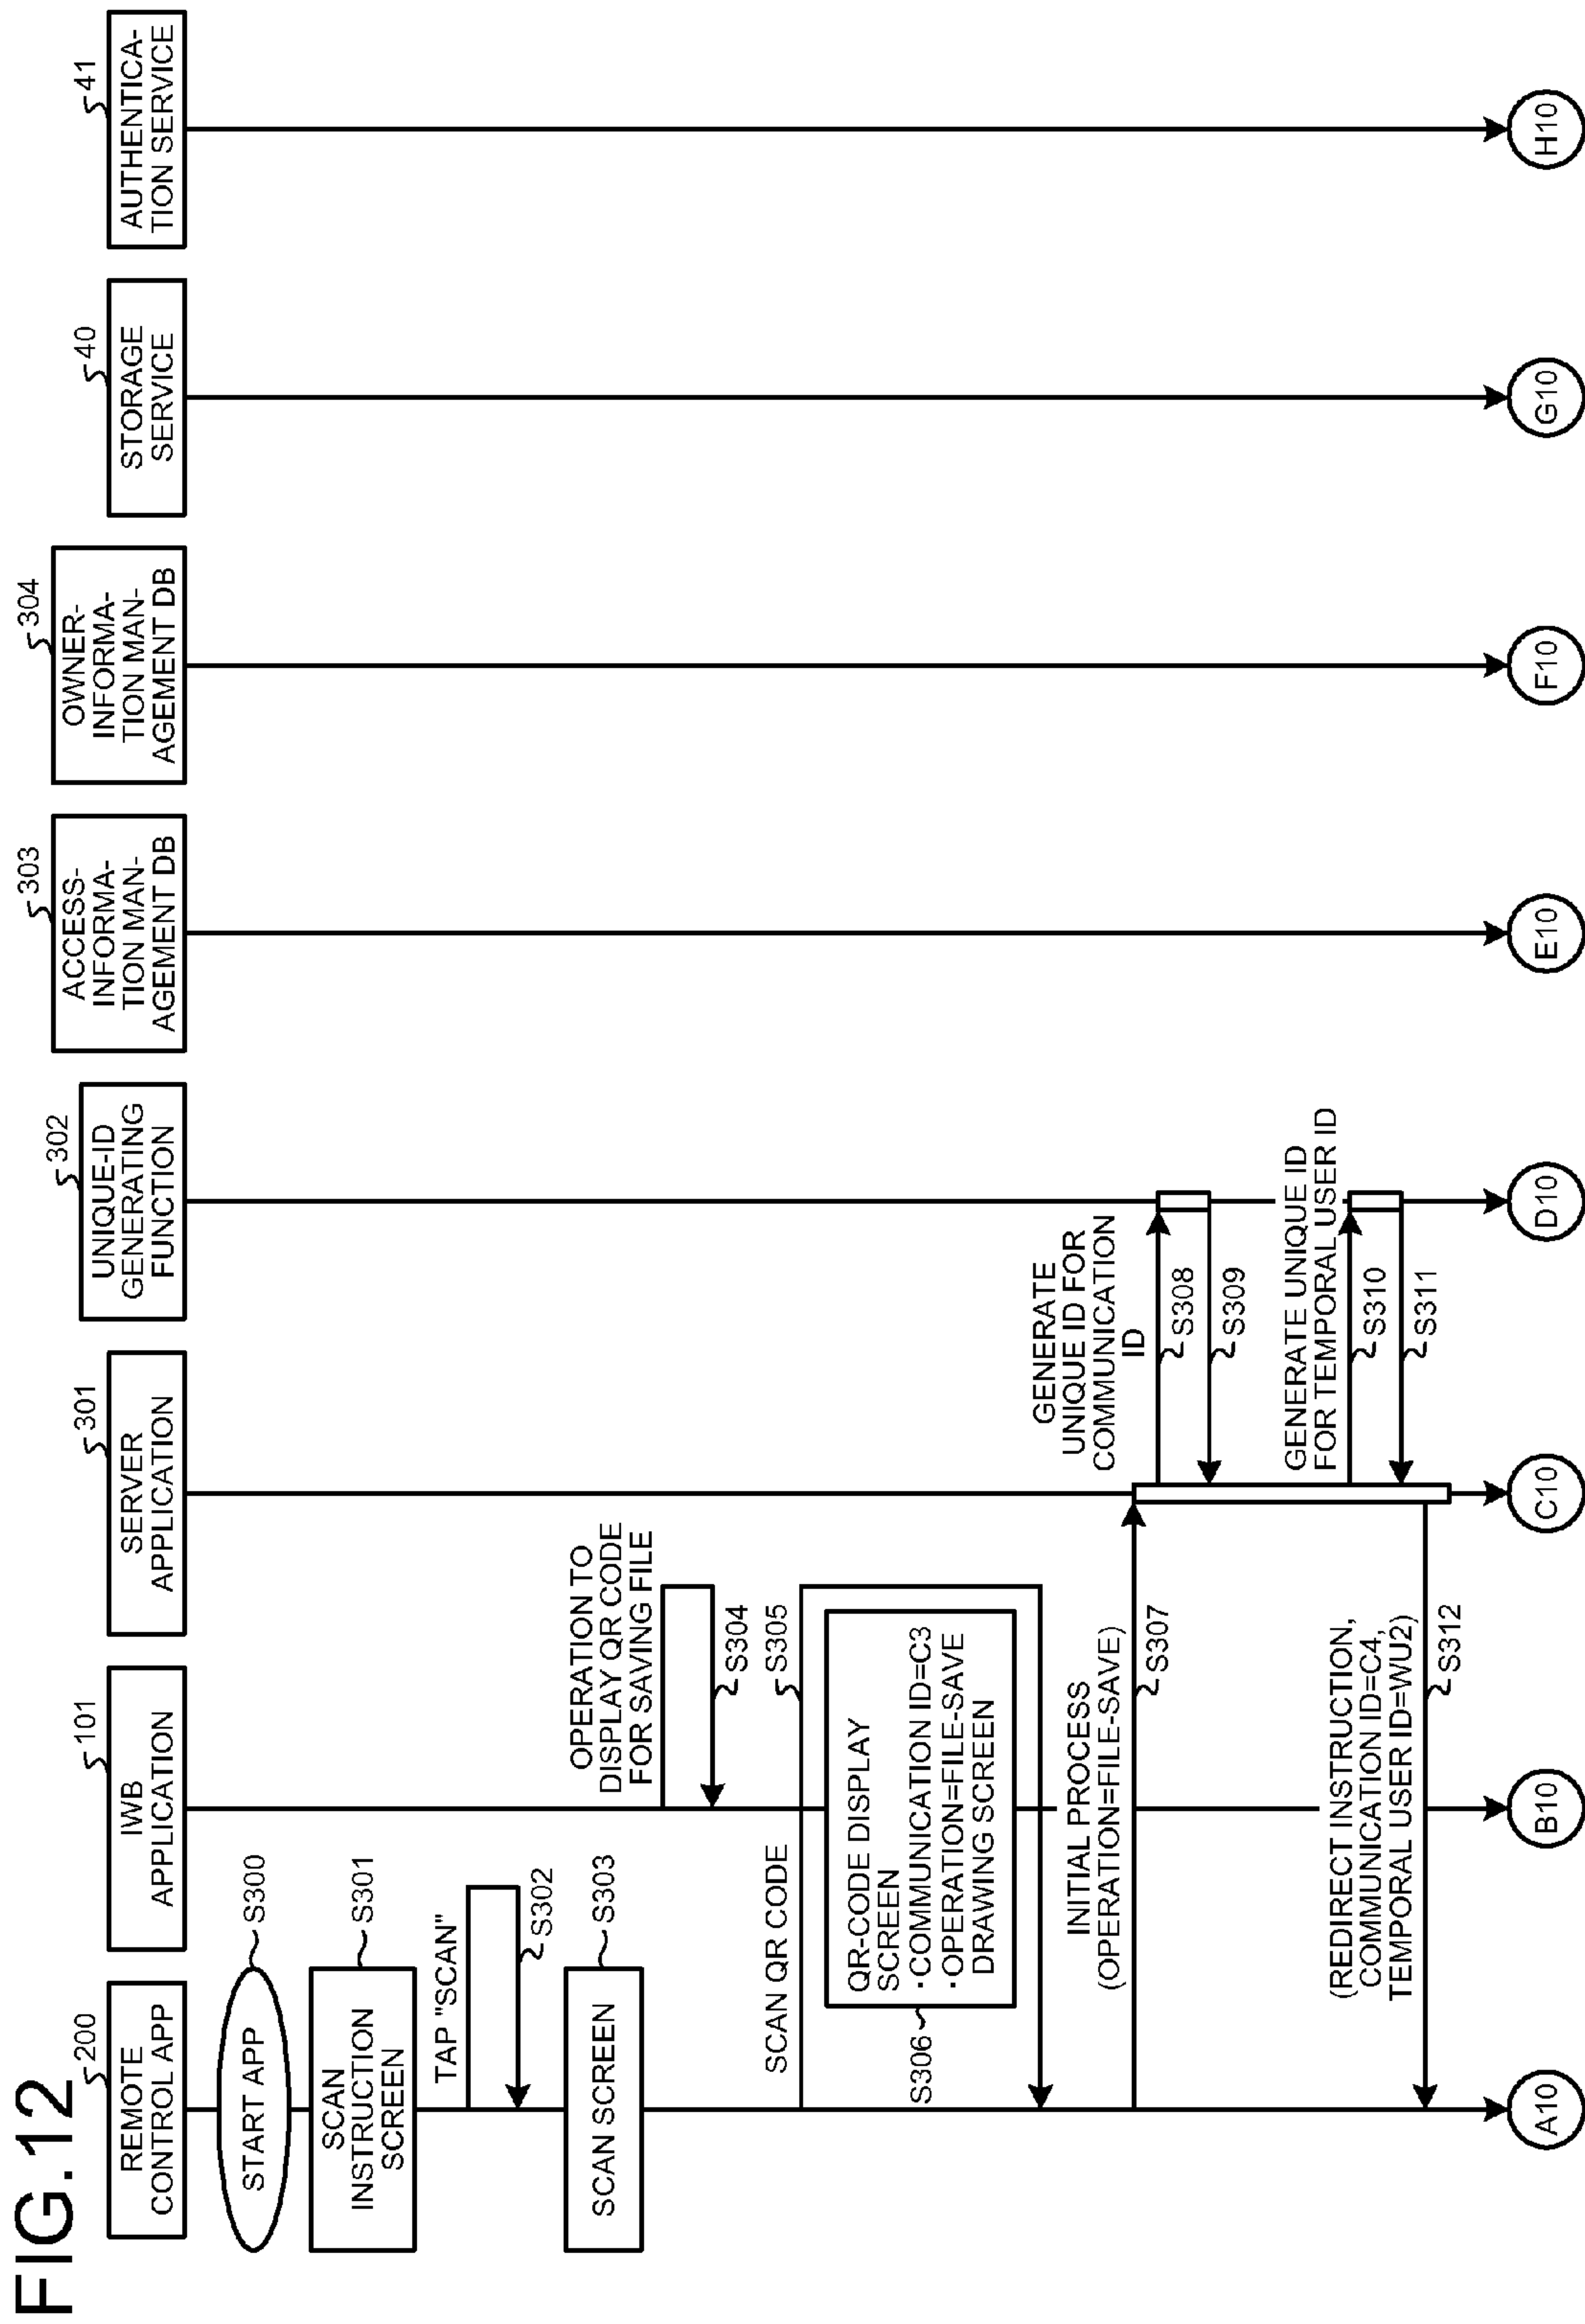 FIG.12
200
REMOTE
CONTROL APP
101
IWB
APPLICATION
301
SERVER
APPLICATION
302
UNIQUE-ID
GENERATING
FUNCTION
303
ACCESS-
INFORMA-
TION MAN-
AGEMENT DB
304
OWNER-
INFORMA-
TION MAN-
AGEMENT DB
40
STORAGE
SERVICE
41
AUTHENTICA-
TION SERVICE
START APP
S300
SCAN
INSTRUCTION
SCREEN
S301
TAP "SCAN"
S302
SCAN SCREEN
S303
OPERATION TO
DISPLAY QR CODE
FOR SAVING FILE
S304
SCAN QR CODE
S305
S306
QR-CODE DISPLAY
SCREEN
·COMMUNICATION ID=C3
·OPERATION=FILE-SAVE
DRAWING SCREEN
INITIAL PROCESS
(OPERATION=FILE-SAVE)
S307
GENERATE
UNIQUE ID FOR
COMMUNICATION
ID
S308
S309
GENERATE UNIQUE ID
FOR TEMPORAL USER ID
S310
S311
(REDIRECT INSTRUCTION,
COMMUNICATION ID=C4,
TEMPORAL USER ID=WU2)
S312
A10
B10
C10
D10
E10
F10
G10
H10